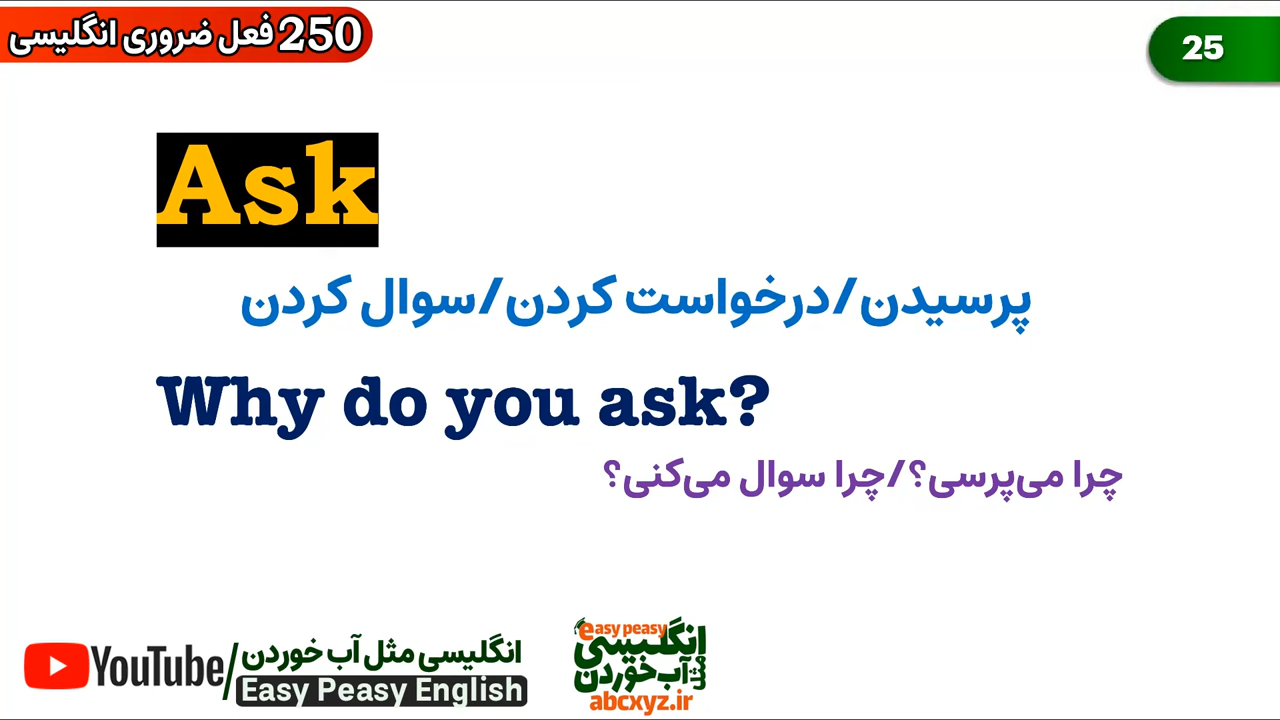 250 فعل ضروری انگلیسی
25
Ask
پرسیدن/درخواست کردن/سوال کردن
Why do you ask?
چرا می‌پرسی؟/چرا سوال می‌کنی؟
YouTube/انگلیسی مثل آب خوردن
Easy Peasy English
easy peasy
انگلیسی
مثل آب خوردن
abcxyz.ir